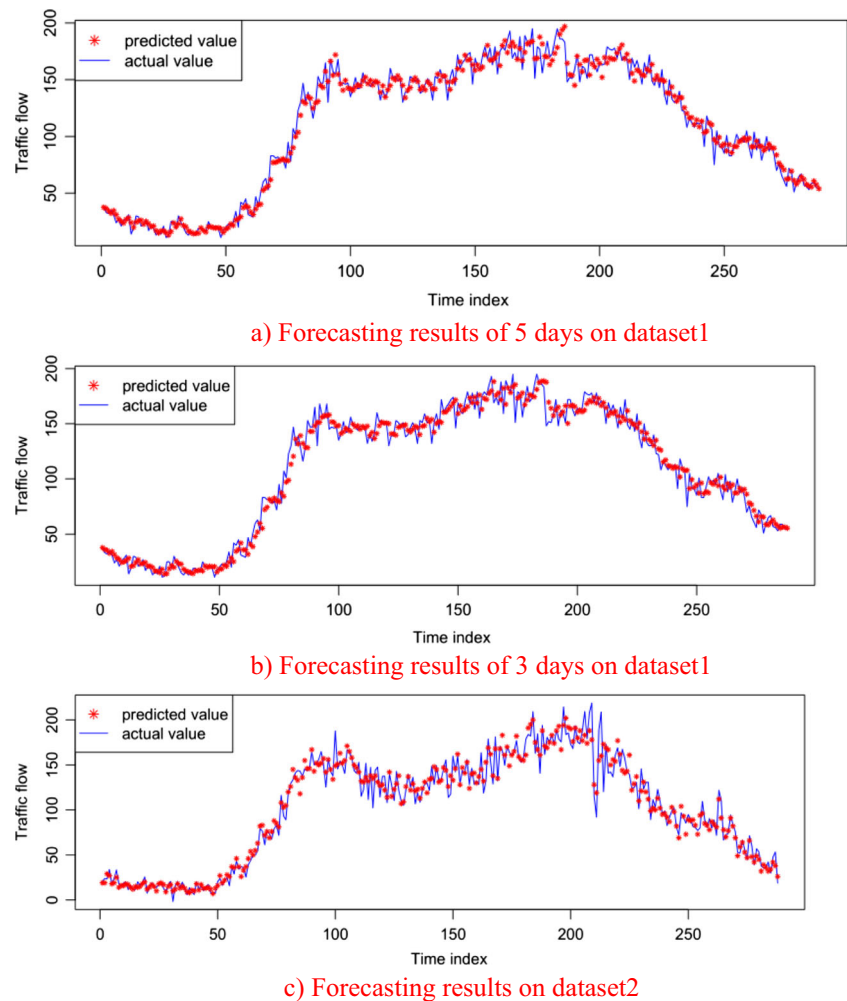 200
150
100
50
Traffic flow
predicted value
actual value
0 50 100 150 200 250
Time index
a) Forecasting results of 5 days on dataset1
200
150
100
50
Traffic flow
predicted value
actual value
0 50 100 150 200 250
Time index
b) Forecasting results of 3 days on dataset1
200
150
100
50
0
Traffic flow
predicted value
actual value
0 50 100 150 200 250
Time index
c) Forecasting results on dataset2